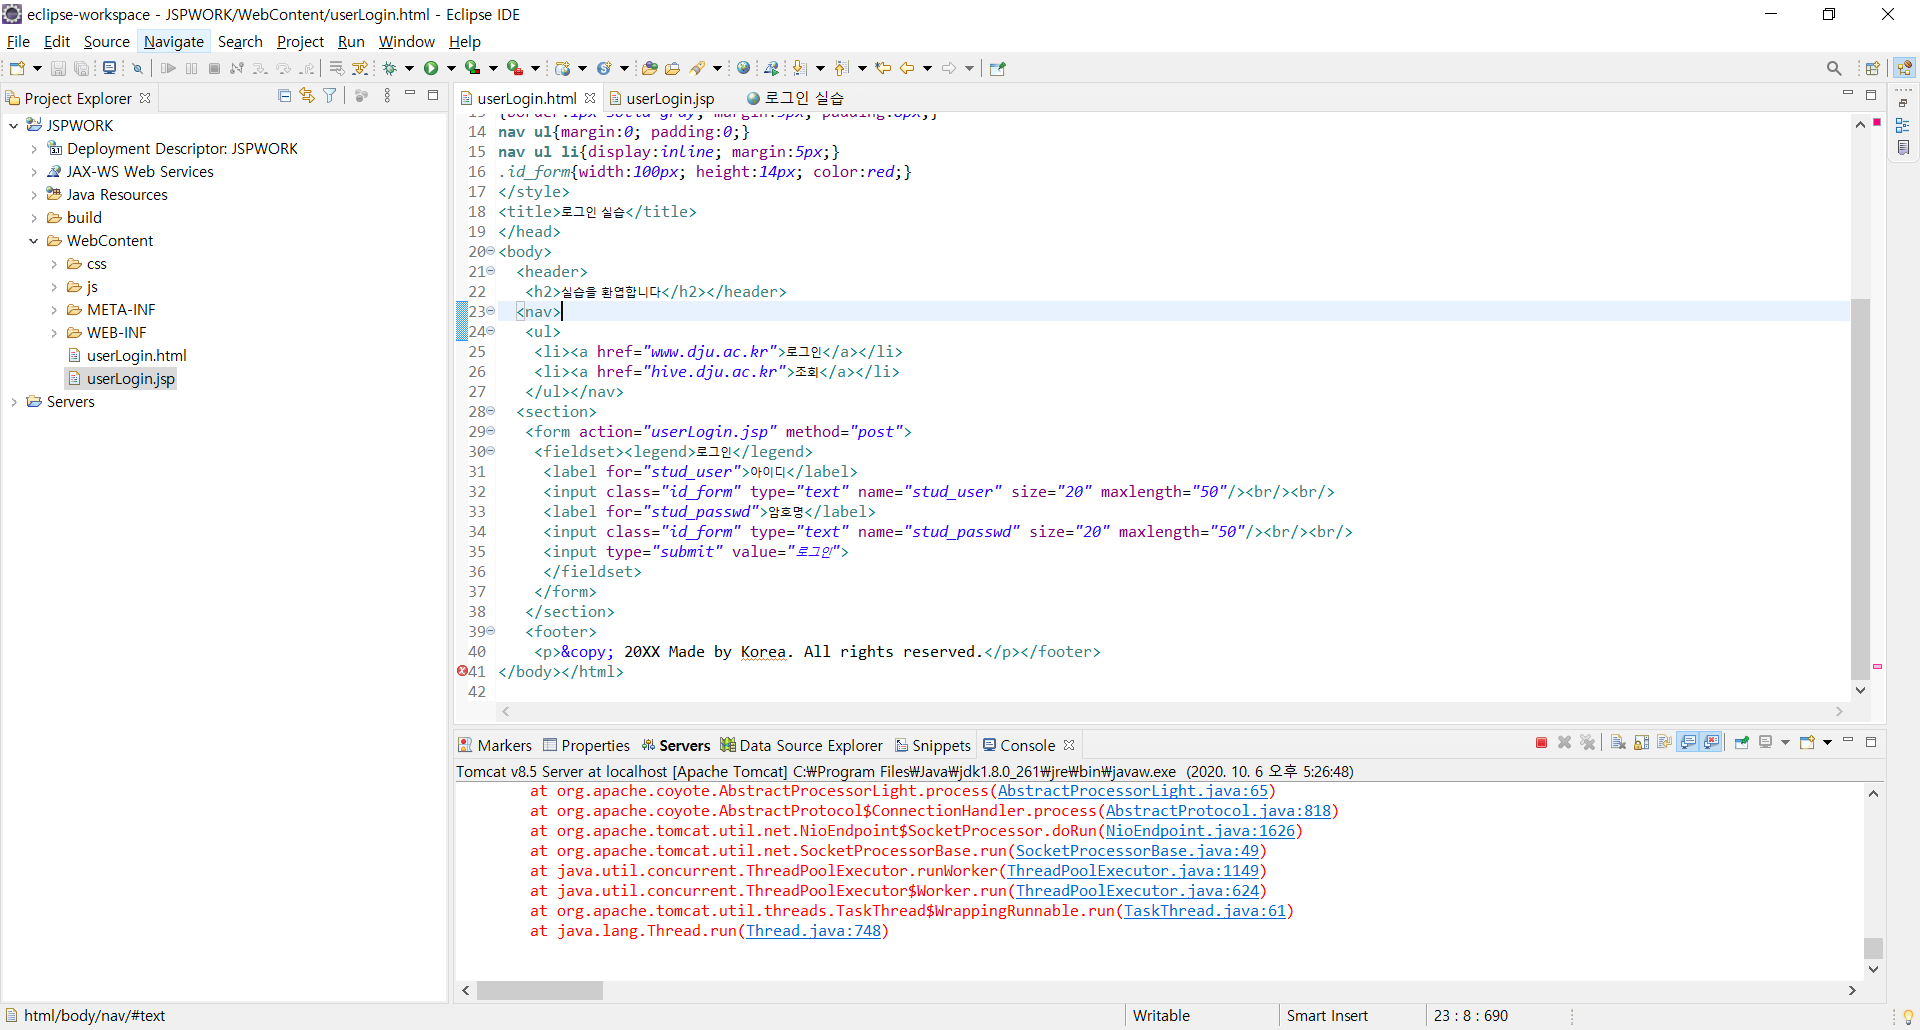 eclipse-workspace - JSPWORK/WebContent/userLogin.html - Eclipse IDE
File Edit Source Navigate Search Project Run Window Help
Project Explorer
JSPWORK
Deployment Descriptor: JSPWORK
JAX-WS Web Services
Java Resources
build
WebContent
css
js
META-INF
WEB-INF
userLogin.html
userLogin.jsp
Servers
userLogin.html userLogin.jsp 로그인 실습
13 {border:1px solid gray; margin:5px; padding:8px;}
14 nav ul{margin:0; padding:0;}
15 nav ul li{display:inline; margin:5px;}
16 .id_form{width:100px; height:14px; color:red;}
17 </style>
18 <title>로그인 실습</title>
19 </head>
20 <body>
21 <header>
22 <h2>실습을 환엽합니다</h2></header>
23 <nav>
24 <ul>
25 <li><a href="www.dju.ac.kr">로그인</a></li>
26 <li><a href="hive.dju.ac.kr">조회</a></li>
27 </ul></nav>
28 <section>
29 <form action="userLogin.jsp" method="post">
30 <fieldset><legend>로그인</legend>
31 <label for="stud_user">아이디</label>
32 <input class="id_form" type="text" name="stud_user" size="20" maxlength="50"/><br/><br/>
33 <label for="stud_passwd">암호명</label>
34 <input class="id_form" type="text" name="stud_passwd" size="20" maxlength="50"/><br/><br/>
35 <input type="submit" value="로그인">
36 </fieldset>
37 </form>
38 </section>
39 <footer>
40 <p>&copy; 20XX Made by Korea. All rights reserved.</p></footer>
41 </body></html>
42
Markers Properties Servers Data Source Explorer Snippets Console
Tomcat v8.5 Server at localhost [Apache Tomcat] C:₩Program Files₩Java₩jdk1.8.0_261₩jre₩bin₩javaw.exe (2020. 10. 6 오후 5:26:48)
at org.apache.coyote.AbstractProcessorLight.process(AbstractProcessorLight.java:65)
at org.apache.coyote.AbstractProtocol$ConnectionHandler.process(AbstractProtocol.java:818)
at org.apache.tomcat.util.net.NioEndpoint$SocketProcessor.doRun(NioEndpoint.java:1626)
at org.apache.tomcat.util.net.SocketProcessorBase.run(SocketProcessorBase.java:49)
at java.util.concurrent.ThreadPoolExecutor.runWorker(ThreadPoolExecutor.java:1149)
at java.util.concurrent.ThreadPoolExecutor$Worker.run(ThreadPoolExecutor.java:624)
at org.apache.tomcat.util.threads.TaskThread$WrappingRunnable.run(TaskThread.java:61)
at java.lang.Thread.run(Thread.java:748)
html/body/nav/#text Writable Smart Insert 23 : 8 : 690